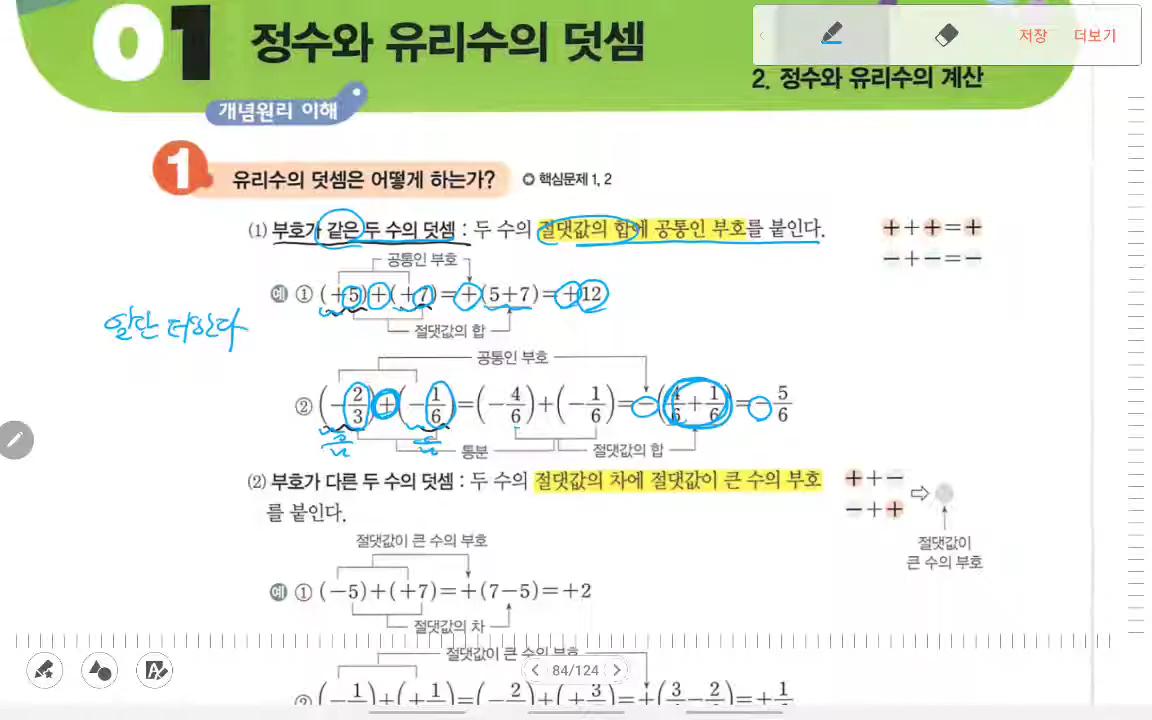 01 정수와 유리수의 덧셈
저장 더보기
2. 정수와 유리수의 계산
개념원리 이해
1 유리수의 덧셈은 어떻게 하는가? 핵심문제 1, 2
(1) 부호가 같은 두 수의 덧셈 : 두 수의 절댓값의 합에 공통인 부호를 붙인다.
+++=+
-+-=-
공통인 부호
예 ① (+5)+(+7)=+(5+7)=+12
절댓값의 합
일단 더한다
공통인 부호
② (-2/3)+(-1/6)=(-4/6)+(-1/6)=-(4/6+1/6)=-5/6
통분 절댓값의 합
(2) 부호가 다른 두 수의 덧셈 : 두 수의 절댓값의 차에 절댓값이 큰 수의 부호
를 붙인다.
++-
-++
⇨
절댓값이
큰 수의 부호
절댓값이 큰 수의 부호
예 ① (-5)+(+7)=+(7-5)=+2
절댓값의 차
절댓값이 큰 수의 부호
84/124